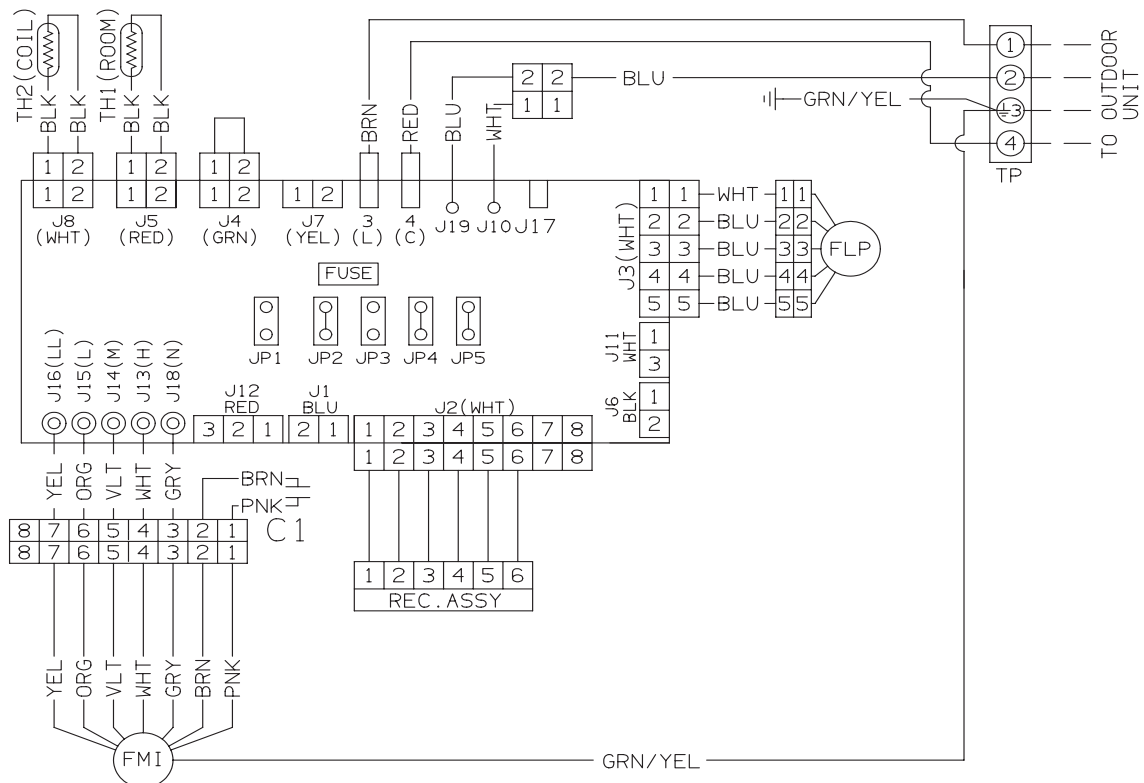 TH2(COIL)
BLK
BLK
TH1(ROOM)
BLK
BLK
BRN
RED
BLU
WHT
2 2
1 1
BLU
GRN/YEL
1
2
3
4
TP
TO OUTDOOR
UNIT
1 2
1 2
J8
(WHT)
1 2
1 2
J5
(RED)
1 2
1 2
J4
(GRN)
1 2
J7
(YEL)
3
(L)
4
(C)
J19
J10
J17
J3(WHT)
1 1 WHT 1 1
2 2 BLU 2 2
3 3 BLU 3 3
4 4 BLU 4 4
5 5 BLU 5 5
FLP
FUSE
JP1
JP2
JP3
JP4
JP5
J11
WHT
1
3
J6
BLK
1
2
J16(LL)
J15(L)
J14(M)
J13(H)
J18(N)
J12
RED
3 2 1
J1
BLU
2 1
J2(WHT)
1 2 3 4 5 6 7 8
1 2 3 4 5 6 7 8
YEL
ORG
VLT
WHT
GRY
BRN
PNK
C1
8 7 6 5 4 3 2 1
8 7 6 5 4 3 2 1
1 2 3 4 5 6
REC.ASSY
YEL
ORG
VLT
WHT
GRY
BRN
PNK
FMI
GRN/YEL